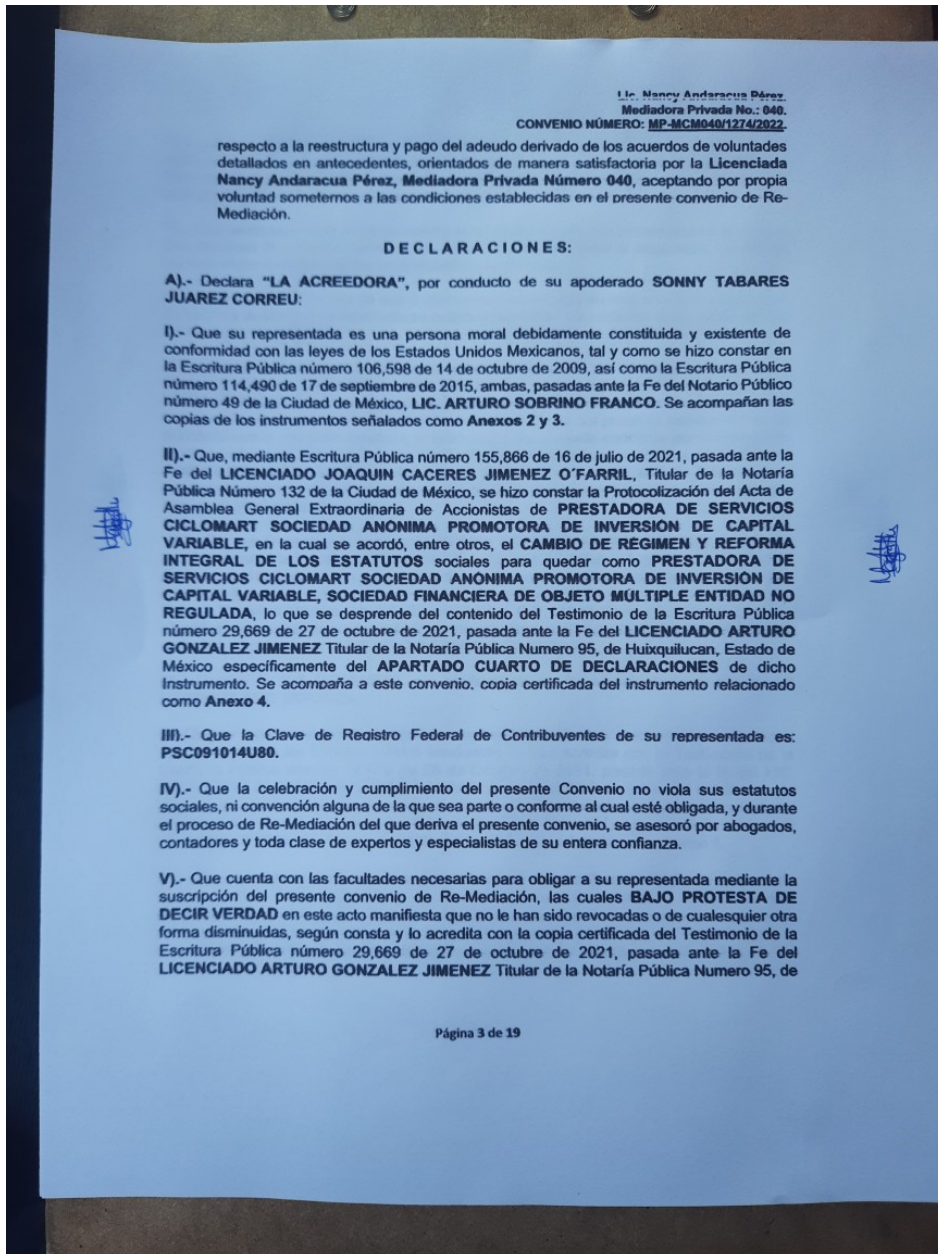 Lic. Nancy Andaracua Pérez.
Mediadora Privada No.: 040.
CONVENIO NÚMERO: MP-MCM040/1274/2022.
respecto a la reestructura y pago del adeudo derivado de los acuerdos de voluntades
detallados en antecedentes, orientados de manera satisfactoria por la Licenciada
Nancy Andaracua Pérez, Mediadora Privada Número 040, aceptando por propia
voluntad someternos a las condiciones establecidas en el presente convenio de Re-
Mediación.
DECLARACIONES:
A).- Declara "LA ACREEDORA", por conducto de su apoderado SONNY TABARES
JUAREZ CORREU:
I).- Que su representada es una persona moral debidamente constituida y existente de
conformidad con las leyes de los Estados Unidos Mexicanos, tal y como se hizo constar en
la Escritura Pública número 106,598 de 14 de octubre de 2009, así como la Escritura Pública
número 114,490 de 17 de septiembre de 2015, ambas, pasadas ante la Fe del Notario Público
número 49 de la Ciudad de México, LIC. ARTURO SOBRINO FRANCO. Se acompañan las
copias de los instrumentos señalados como Anexos 2 y 3.
II).- Que, mediante Escritura Pública número 155,866 de 16 de julio de 2021, pasada ante la
Fe del LICENCIADO JOAQUIN CACERES JIMENEZ O´FARRIL, Titular de la Notaría
Pública Número 132 de la Ciudad de México, se hizo constar la Protocolización del Acta de
Asamblea General Extraordinaria de Accionistas de PRESTADORA DE SERVICIOS
CICLOMART SOCIEDAD ANÓNIMA PROMOTORA DE INVERSIÓN DE CAPITAL
VARIABLE, en la cual se acordó, entre otros, el CAMBIO DE RÉGIMEN Y REFORMA
INTEGRAL DE LOS ESTATUTOS sociales para quedar como PRESTADORA DE
SERVICIOS CICLOMART SOCIEDAD ANÓNIMA PROMOTORA DE INVERSIÓN DE
CAPITAL VARIABLE, SOCIEDAD FINANCIERA DE OBJETO MÚLTIPLE ENTIDAD NO
REGULADA, lo que se desprende del contenido del Testimonio de la Escritura Pública
número 29,669 de 27 de octubre de 2021, pasada ante la Fe del LICENCIADO ARTURO
GONZALEZ JIMENEZ Titular de la Notaría Pública Numero 95, de Huixquilucan, Estado de
México específicamente del APARTADO CUARTO DE DECLARACIONES de dicho
Instrumento. Se acompaña a este convenio, copia certificada del instrumento relacionado
como Anexo 4.
III).- Que la Clave de Registro Federal de Contribuyentes de su representada es:
PSC091014U80.
IV).- Que la celebración y cumplimiento del presente Convenio no viola sus estatutos
sociales, ni convención alguna de la que sea parte o conforme al cual esté obligada, y durante
el proceso de Re-Mediación del que deriva el presente convenio, se asesoró por abogados,
contadores y toda clase de expertos y especialistas de su entera confianza.
V).- Que cuenta con las facultades necesarias para obligar a su representada mediante la
suscripción del presente convenio de Re-Mediación, las cuales BAJO PROTESTA DE
DECIR VERDAD en este acto manifiesta que no le han sido revocadas o de cualesquier otra
forma disminuidas, según consta y lo acredita con la copia certificada del Testimonio de la
Escritura Pública número 29,669 de 27 de octubre de 2021, pasada ante la Fe del
LICENCIADO ARTURO GONZALEZ JIMENEZ Titular de la Notaría Pública Numero 95, de
Página 3 de 19